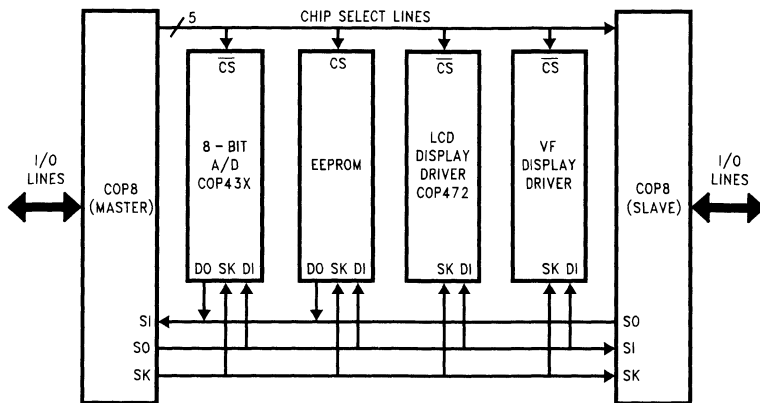 5
CHIP SELECT LINES
CS
CS
CS
CS
I/O
LINES
COP8
(MASTER)
8 - BIT
A/D
COP43X
EEPROM
LCD
DISPLAY
DRIVER
COP472
VF
DISPLAY
DRIVER
COP8
(SLAVE)
I/O
LINES
DO SK DI
DO SK DI
SK DI
SK DI
SI
SO
SO
SI
SK
SK